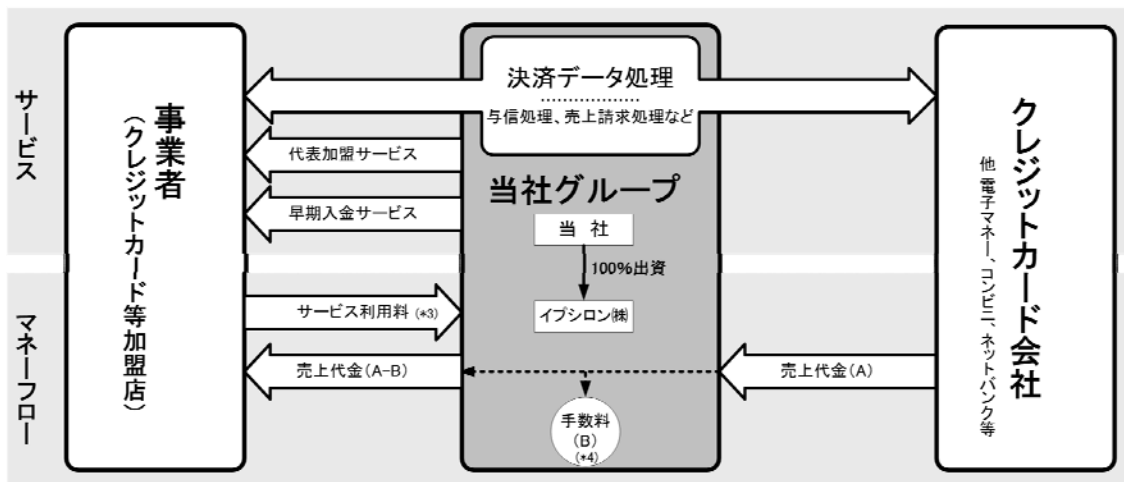 サービス
マネーフロー
事業者
（クレジットカード等加盟店）
決済データ処理
与信処理、売上請求処理など
代表加盟サービス
早期入金サービス
当社グループ
当 社
100%出資
イプシロン㈱
サービス利用料 (*3)
売上代金(A-B)
売上代金(A)
手数料
(B)
(*4)
クレジットカード会社
他 電子マネー、コンビニ、ネットバンク等